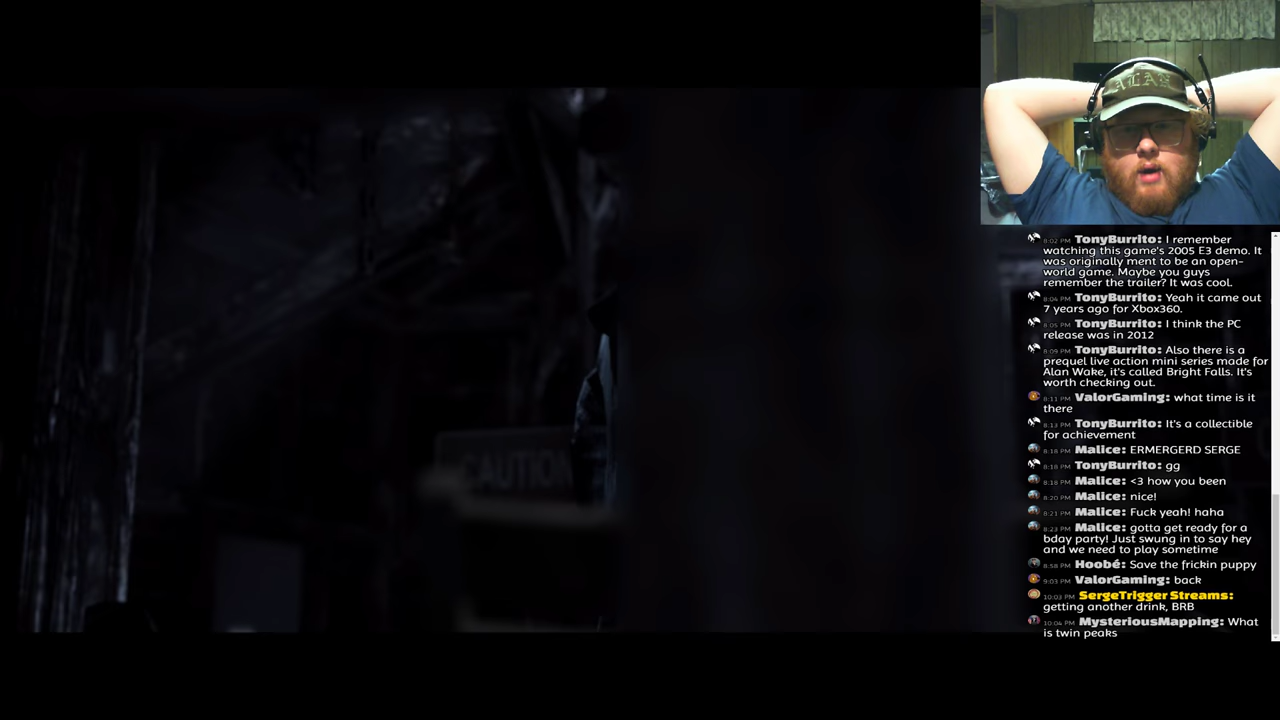 ALAN
8:02 PM TonyBurrito: I remember
watching this game's 2005 E3 demo. It
was originally ment to be an open-
world game. Maybe you guys
remember the trailer? It was cool.
8:04 PM TonyBurrito: Yeah it came out
7 years ago for Xbox360.
8:05 PM TonyBurrito: I think the PC
release was in 2012
8:09 PM TonyBurrito: Also there is a
prequel live action mini series made for
Alan Wake, it's called Bright Falls. It's
worth checking out.
8:11 PM ValorGaming: what time is it
there
8:13 PM TonyBurrito: It's a collectible
for achievement
8:18 PM Malice: ERMERGERD SERGE
8:18 PM TonyBurrito: gg
8:18 PM Malice: <3 how you been
8:20 PM Malice: nice!
8:21 PM Malice: Fuck yeah! haha
8:23 PM Malice: gotta get ready for a
bday party! Just swung in to say hey
and we need to play sometime
8:58 PM Hoobé: Save the frickin puppy
9:03 PM ValorGaming: back
10:03 PM SergeTrigger Streams:
getting another drink, BRB
10:04 PM MysteriousMapping: What
is twin peaks
CAUTION